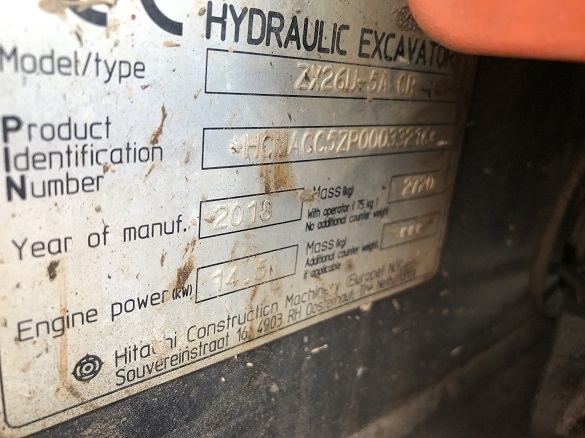 HYDRAULIC EXCAVATOR
Model/type ZX26U-5A CR
Product
Identification
Number
Year of manuf. 2018
Mass (kg)
With operator (75 kg)
No additional counter weight
2720
Engine power (kW)
Mass (kg)
Additional counter weight
if applicable
***
Hitachi Construction Machinery (Europe) N.V.
Souvereinstraat 16, 4903 RH Oosterhout, The Netherlands